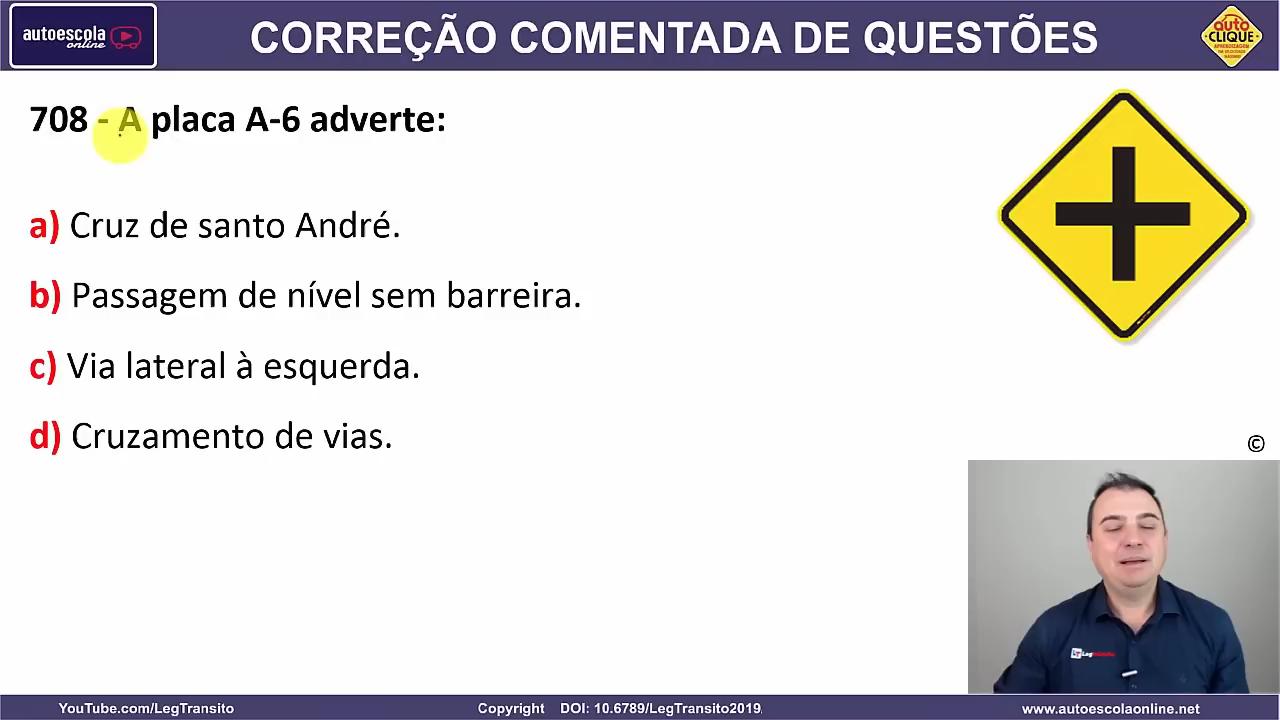 autoescola
online
CORREÇÃO COMENTADA DE QUESTÕES
auto
CLIQUE
APRENDIZAGEM
708 - A placa A-6 adverte:
a) Cruz de santo André.
b) Passagem de nível sem barreira.
c) Via lateral à esquerda.
d) Cruzamento de vias.
©
YouTube.com/LegTransito
Copyright DOI: 10.6789/LegTransito2019
www.autoescolaonline.net